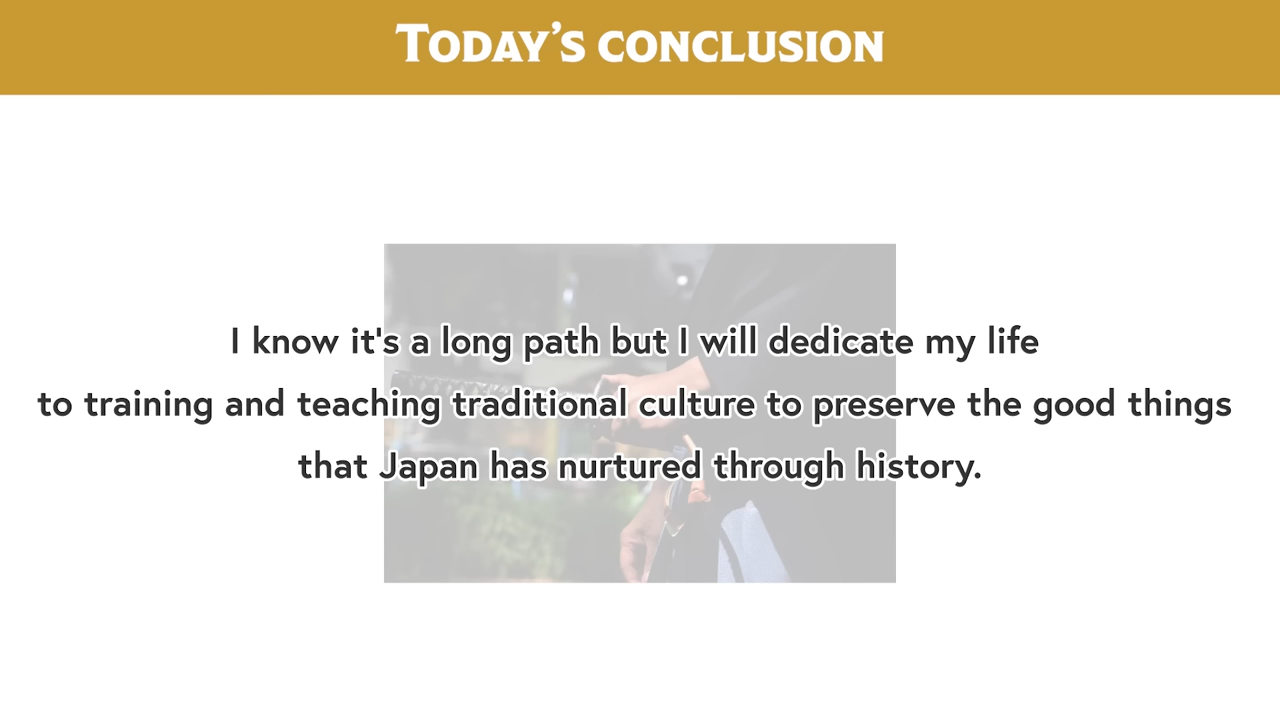 Today's conclusion
I know it's a long path but I will dedicate my life
to training and teaching traditional culture to preserve the good things
that Japan has nurtured through history.